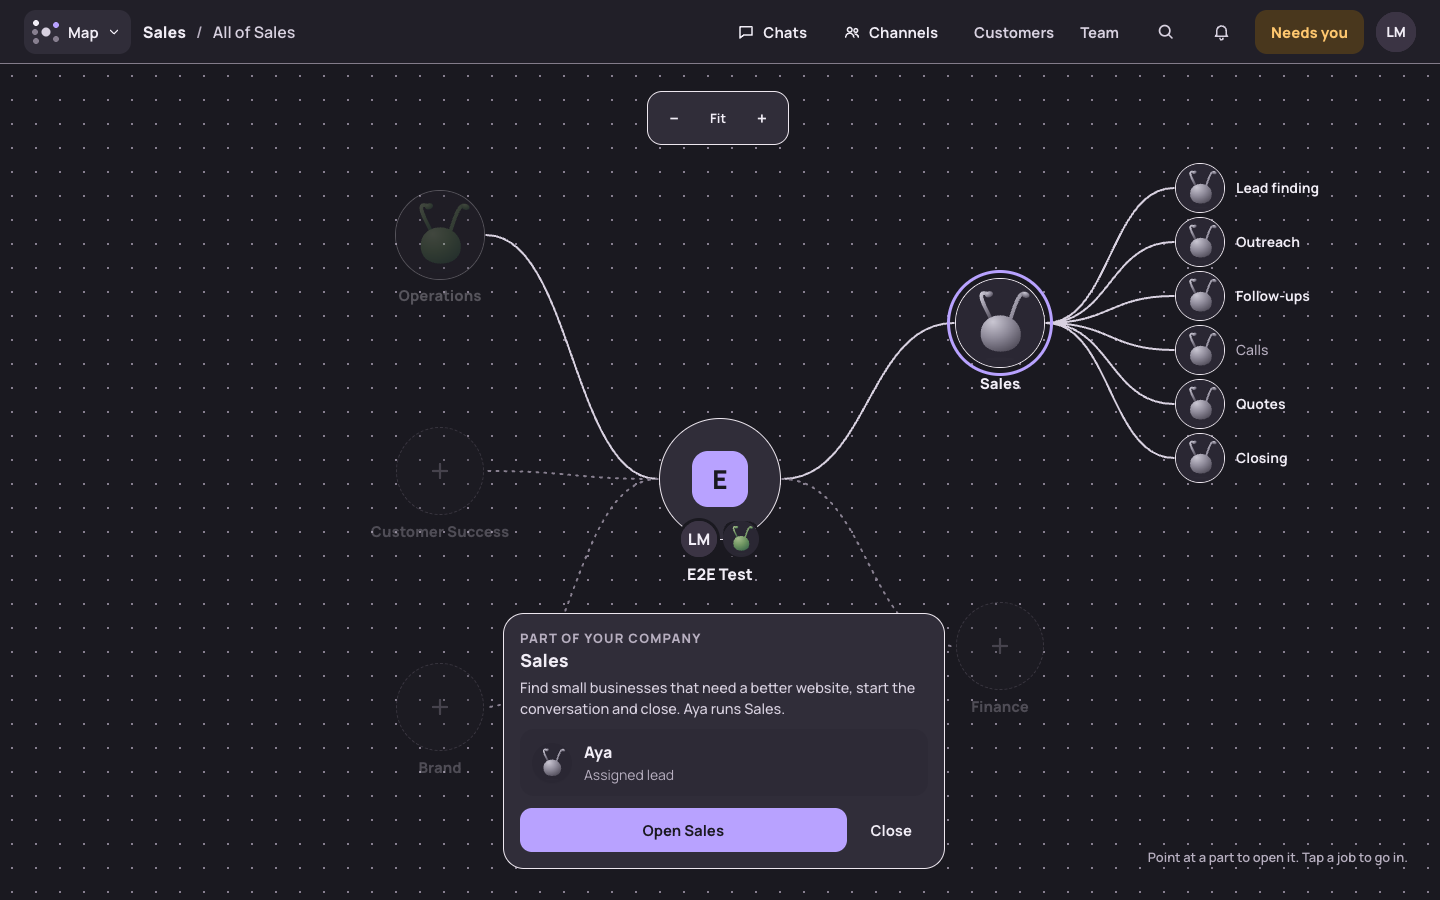 Map
Sales / All of Sales
Chats
Channels
Customers
Team
Needs you
LM
− Fit +
Operations
Lead finding
Outreach
Follow-ups
Calls
Quotes
Closing
Sales
Customer Success
E
LM
E2E Test
Brand
Finance
PART OF YOUR COMPANY
Sales
Find small businesses that need a better website, start the
conversation and close. Aya runs Sales.
Aya
Assigned lead
Open Sales
Close
Point at a part to open it. Tap a job to go in.